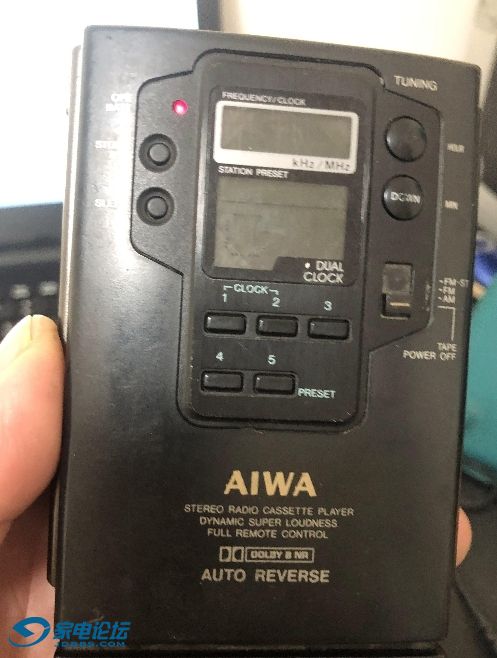 TUNING
FREQUENCY/CLOCK
kHz/MHz
HOUR
STATION PRESET
DOWN
MIN
• DUAL
CLOCK
CLOCK
1 2 3
FM-ST
FM
AM
TAPE
POWER OFF
4 5
PRESET
AIWA
STEREO RADIO CASSETTE PLAYER
DYNAMIC SUPER LOUDNESS
FULL REMOTE CONTROL
DOLBY B NR
AUTO REVERSE
家电论坛
JDBBS.COM